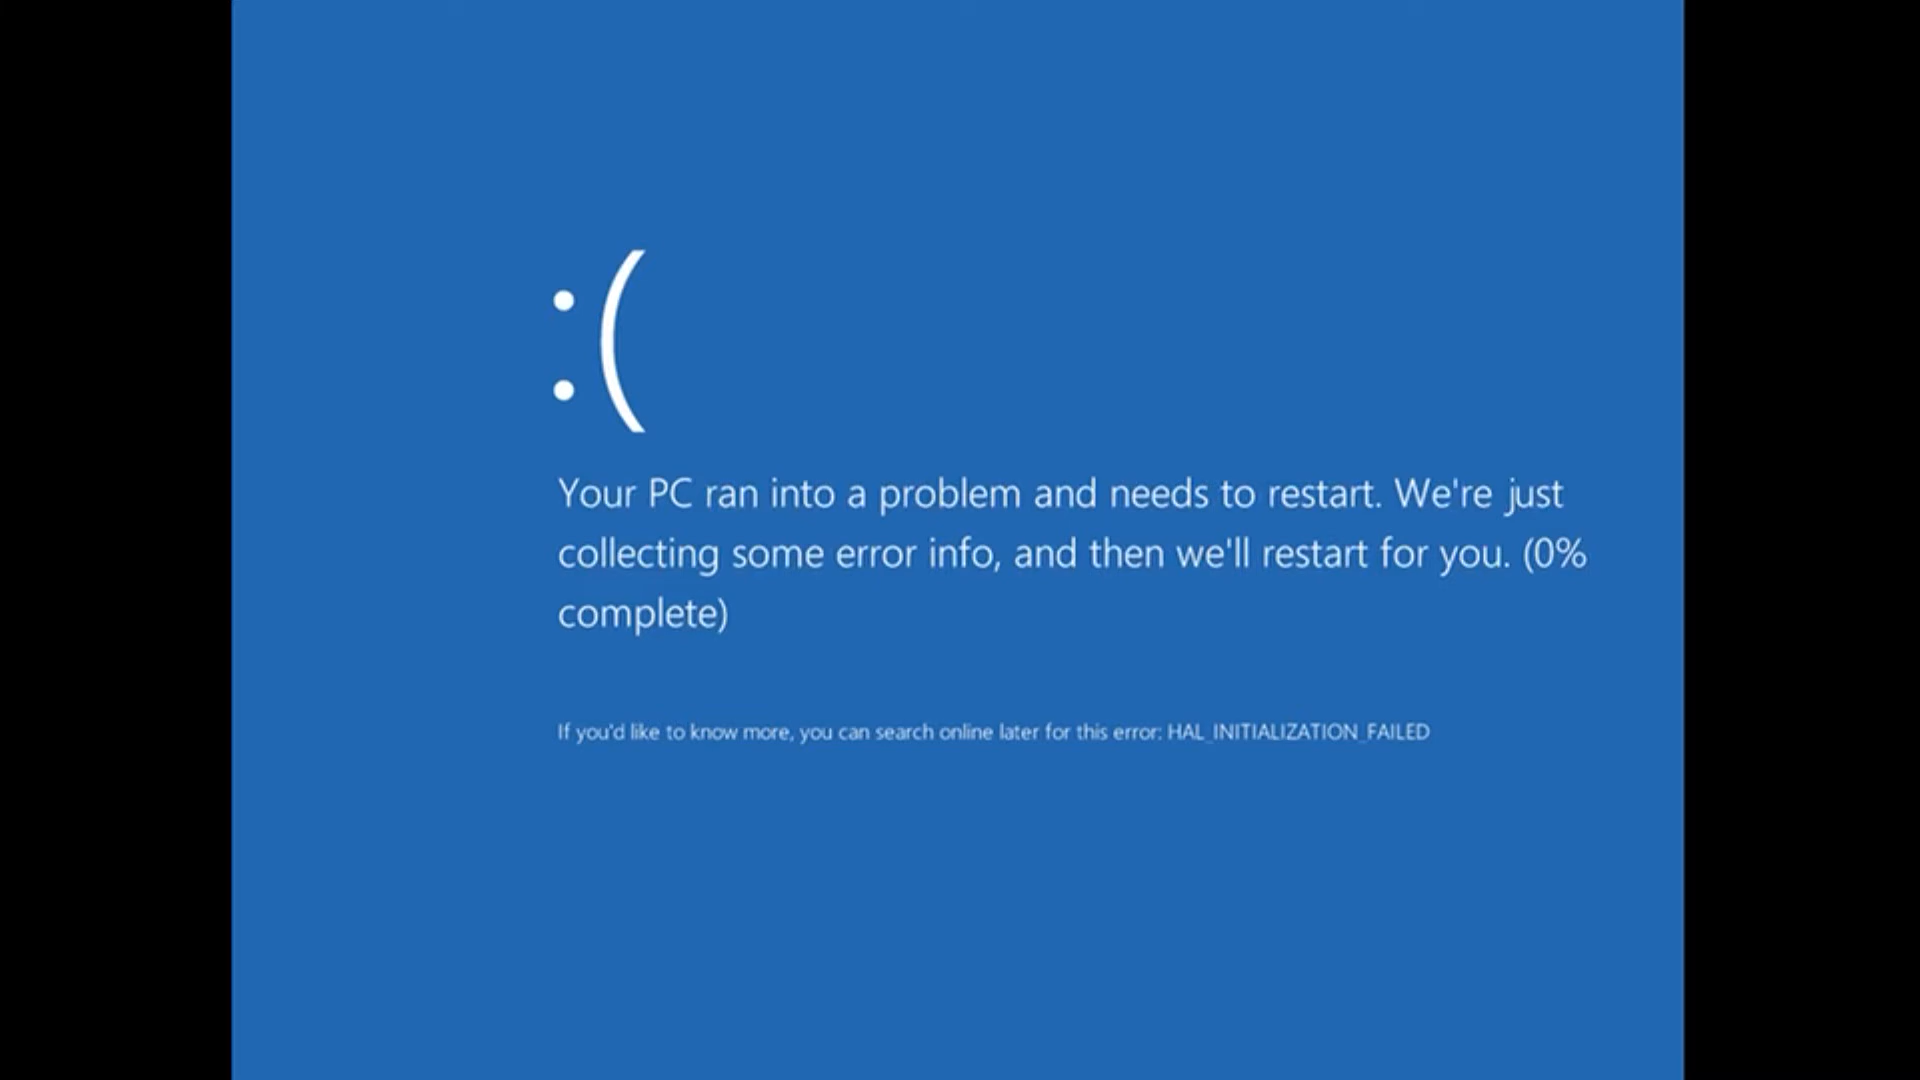 :(
Your PC ran into a problem and needs to restart. We're just
collecting some error info, and then we'll restart for you. (0%
complete)
If you'd like to know more, you can search online later for this error: HAL_INITIALIZATION_FAILED